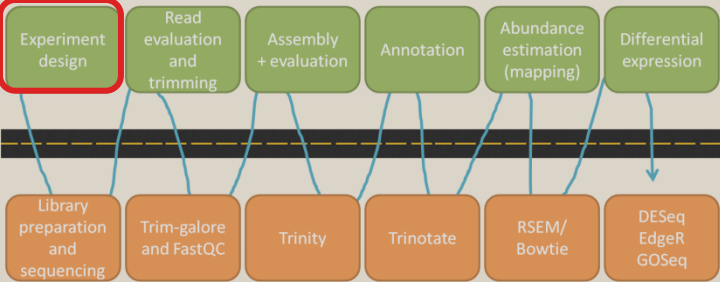 Experiment
design
Read
evaluation
and
trimming
Assembly
+ evaluation
Annotation
Abundance
estimation
(mapping)
Differential
expression
Library
preparation
and
sequencing
Trim-galore
and FastQC
Trinity
Trinotate
RSEM/
Bowtie
DESeq
EdgeR
GOSeq